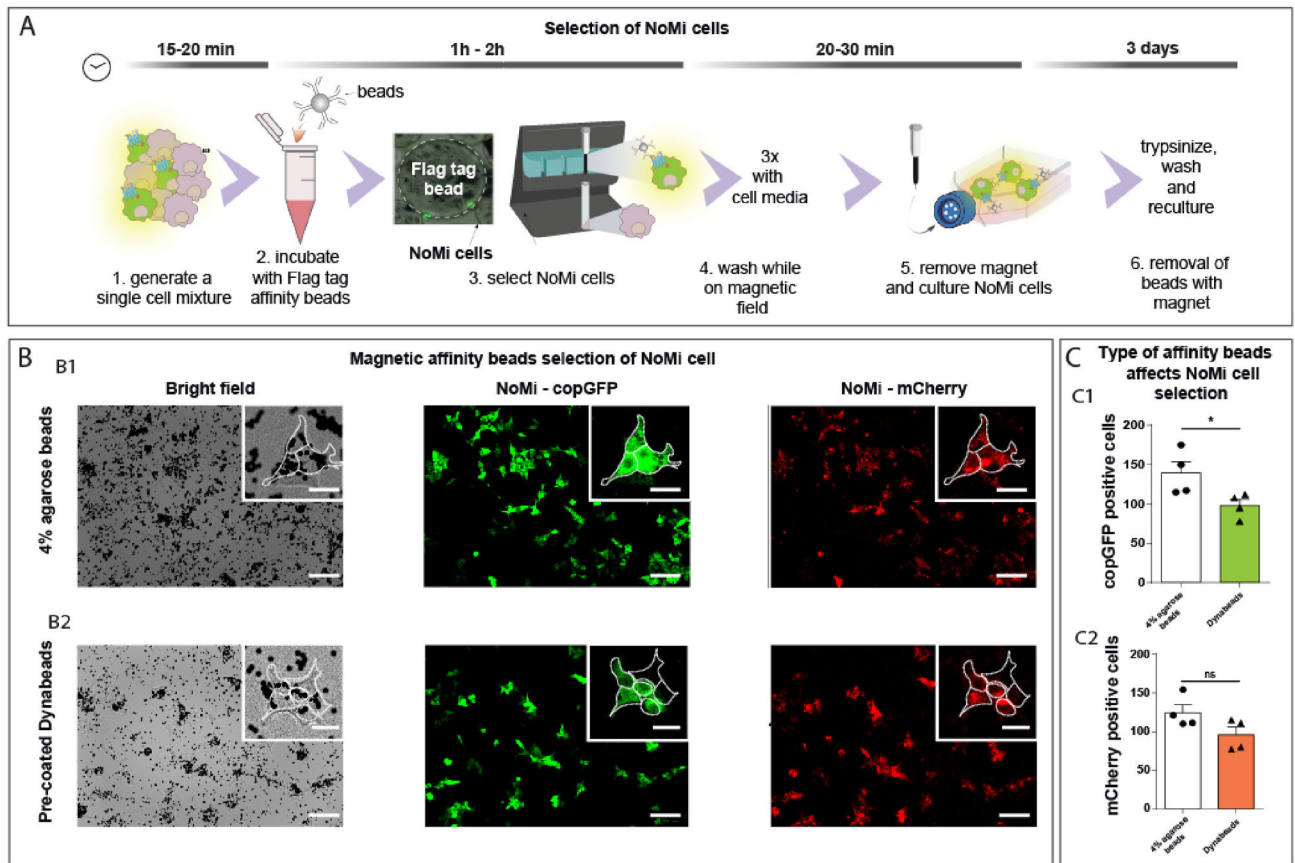 A
Selection of NoMi cells
15-20 min
1h - 2h
20-30 min
3 days
beads
Flag tag
bead
NoMi cells
3x
with
cell media
trypsinize,
wash
and
reculture
1. generate a
single cell mixture
2. incubate
with Flag tag
affinity beads
3. select NoMi cells
4. wash while
on magnetic
field
5. remove magnet
and culture NoMi cells
6. removal of
beads with
magnet
B
Magnetic affinity beads selection of NoMi cell
B1
Bright field
NoMi - copGFP
NoMi - mCherry
4% agarose beads
B2
Pre-coated Dynabeads
C
Type of affinity beads
affects NoMi cell
selection
C1
copGFP positive cells
200
150
100
50
0
*
4% agarose
beads
Dynabeads
C2
mCherry positive cells
200
150
100
50
0
ns
4% agarose
beads
Dynabeads